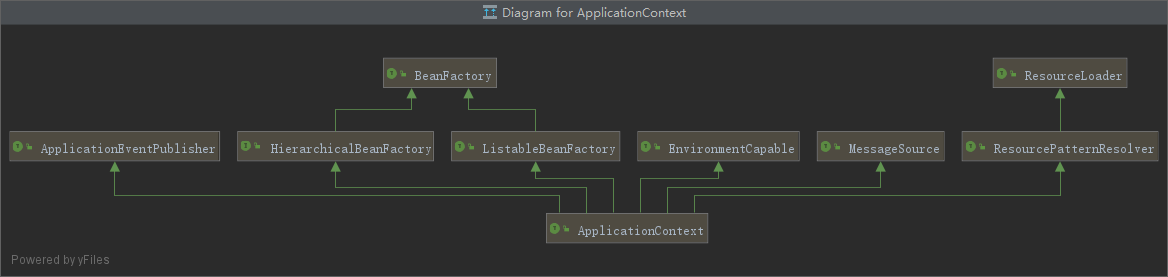 Diagram for ApplicationContext
BeanFactory
ResourceLoader
ApplicationEventPublisher
HierarchicalBeanFactory
ListableBeanFactory
EnvironmentCapable
MessageSource
ResourcePatternResolver
ApplicationContext
Powered by yFiles